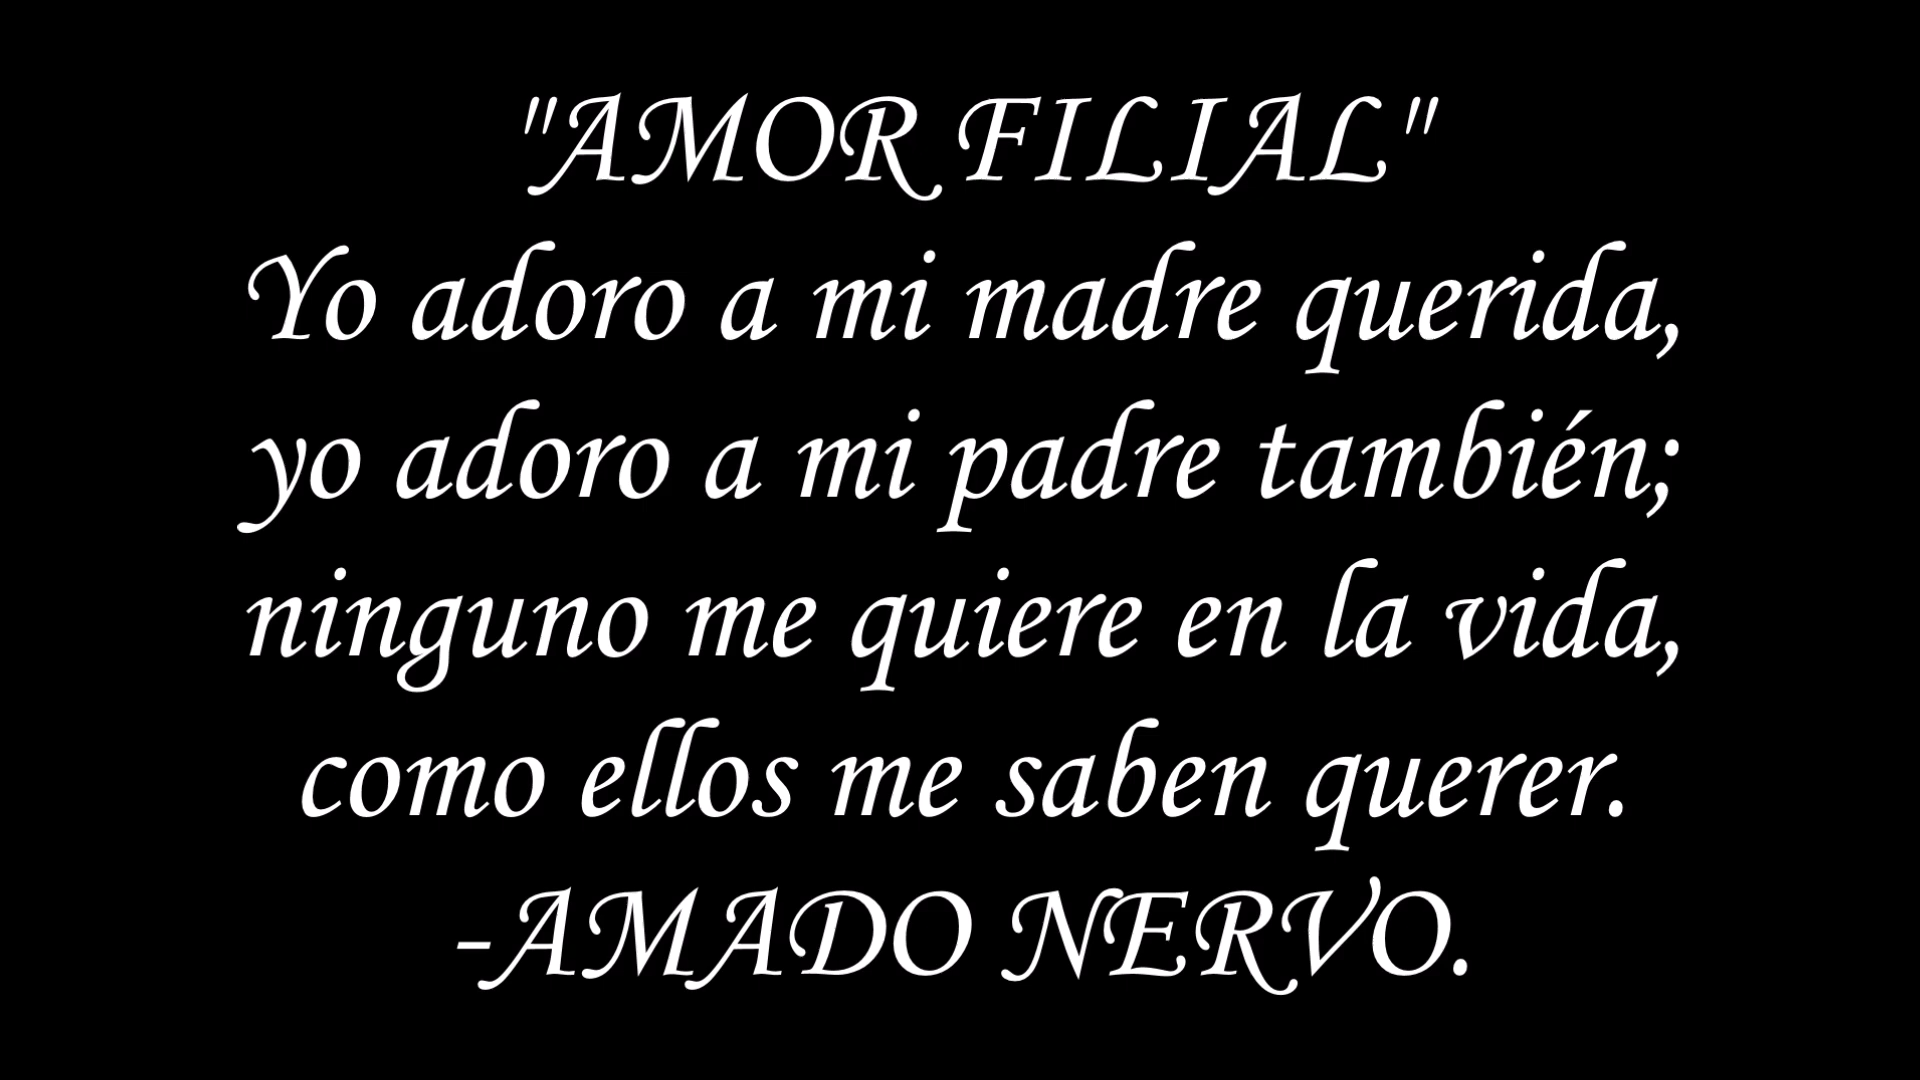 "AMOR FILIAL"
Yo adoro a mi madre querida,
yo adoro a mi padre también;
ninguno me quiere en la vida,
como ellos me saben querer.
-AMADO NERVO.